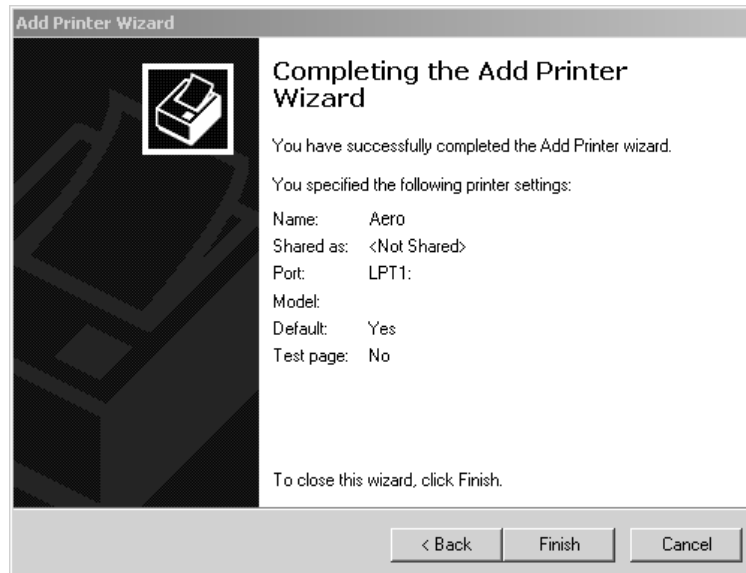 Add Printer Wizard
Completing the Add Printer
Wizard
You have successfully completed the Add Printer wizard.
You specified the following printer settings:
Name: Aero
Shared as: <Not Shared>
Port: LPT1:
Model:
Default: Yes
Test page: No
To close this wizard, click Finish.
< Back Finish Cancel